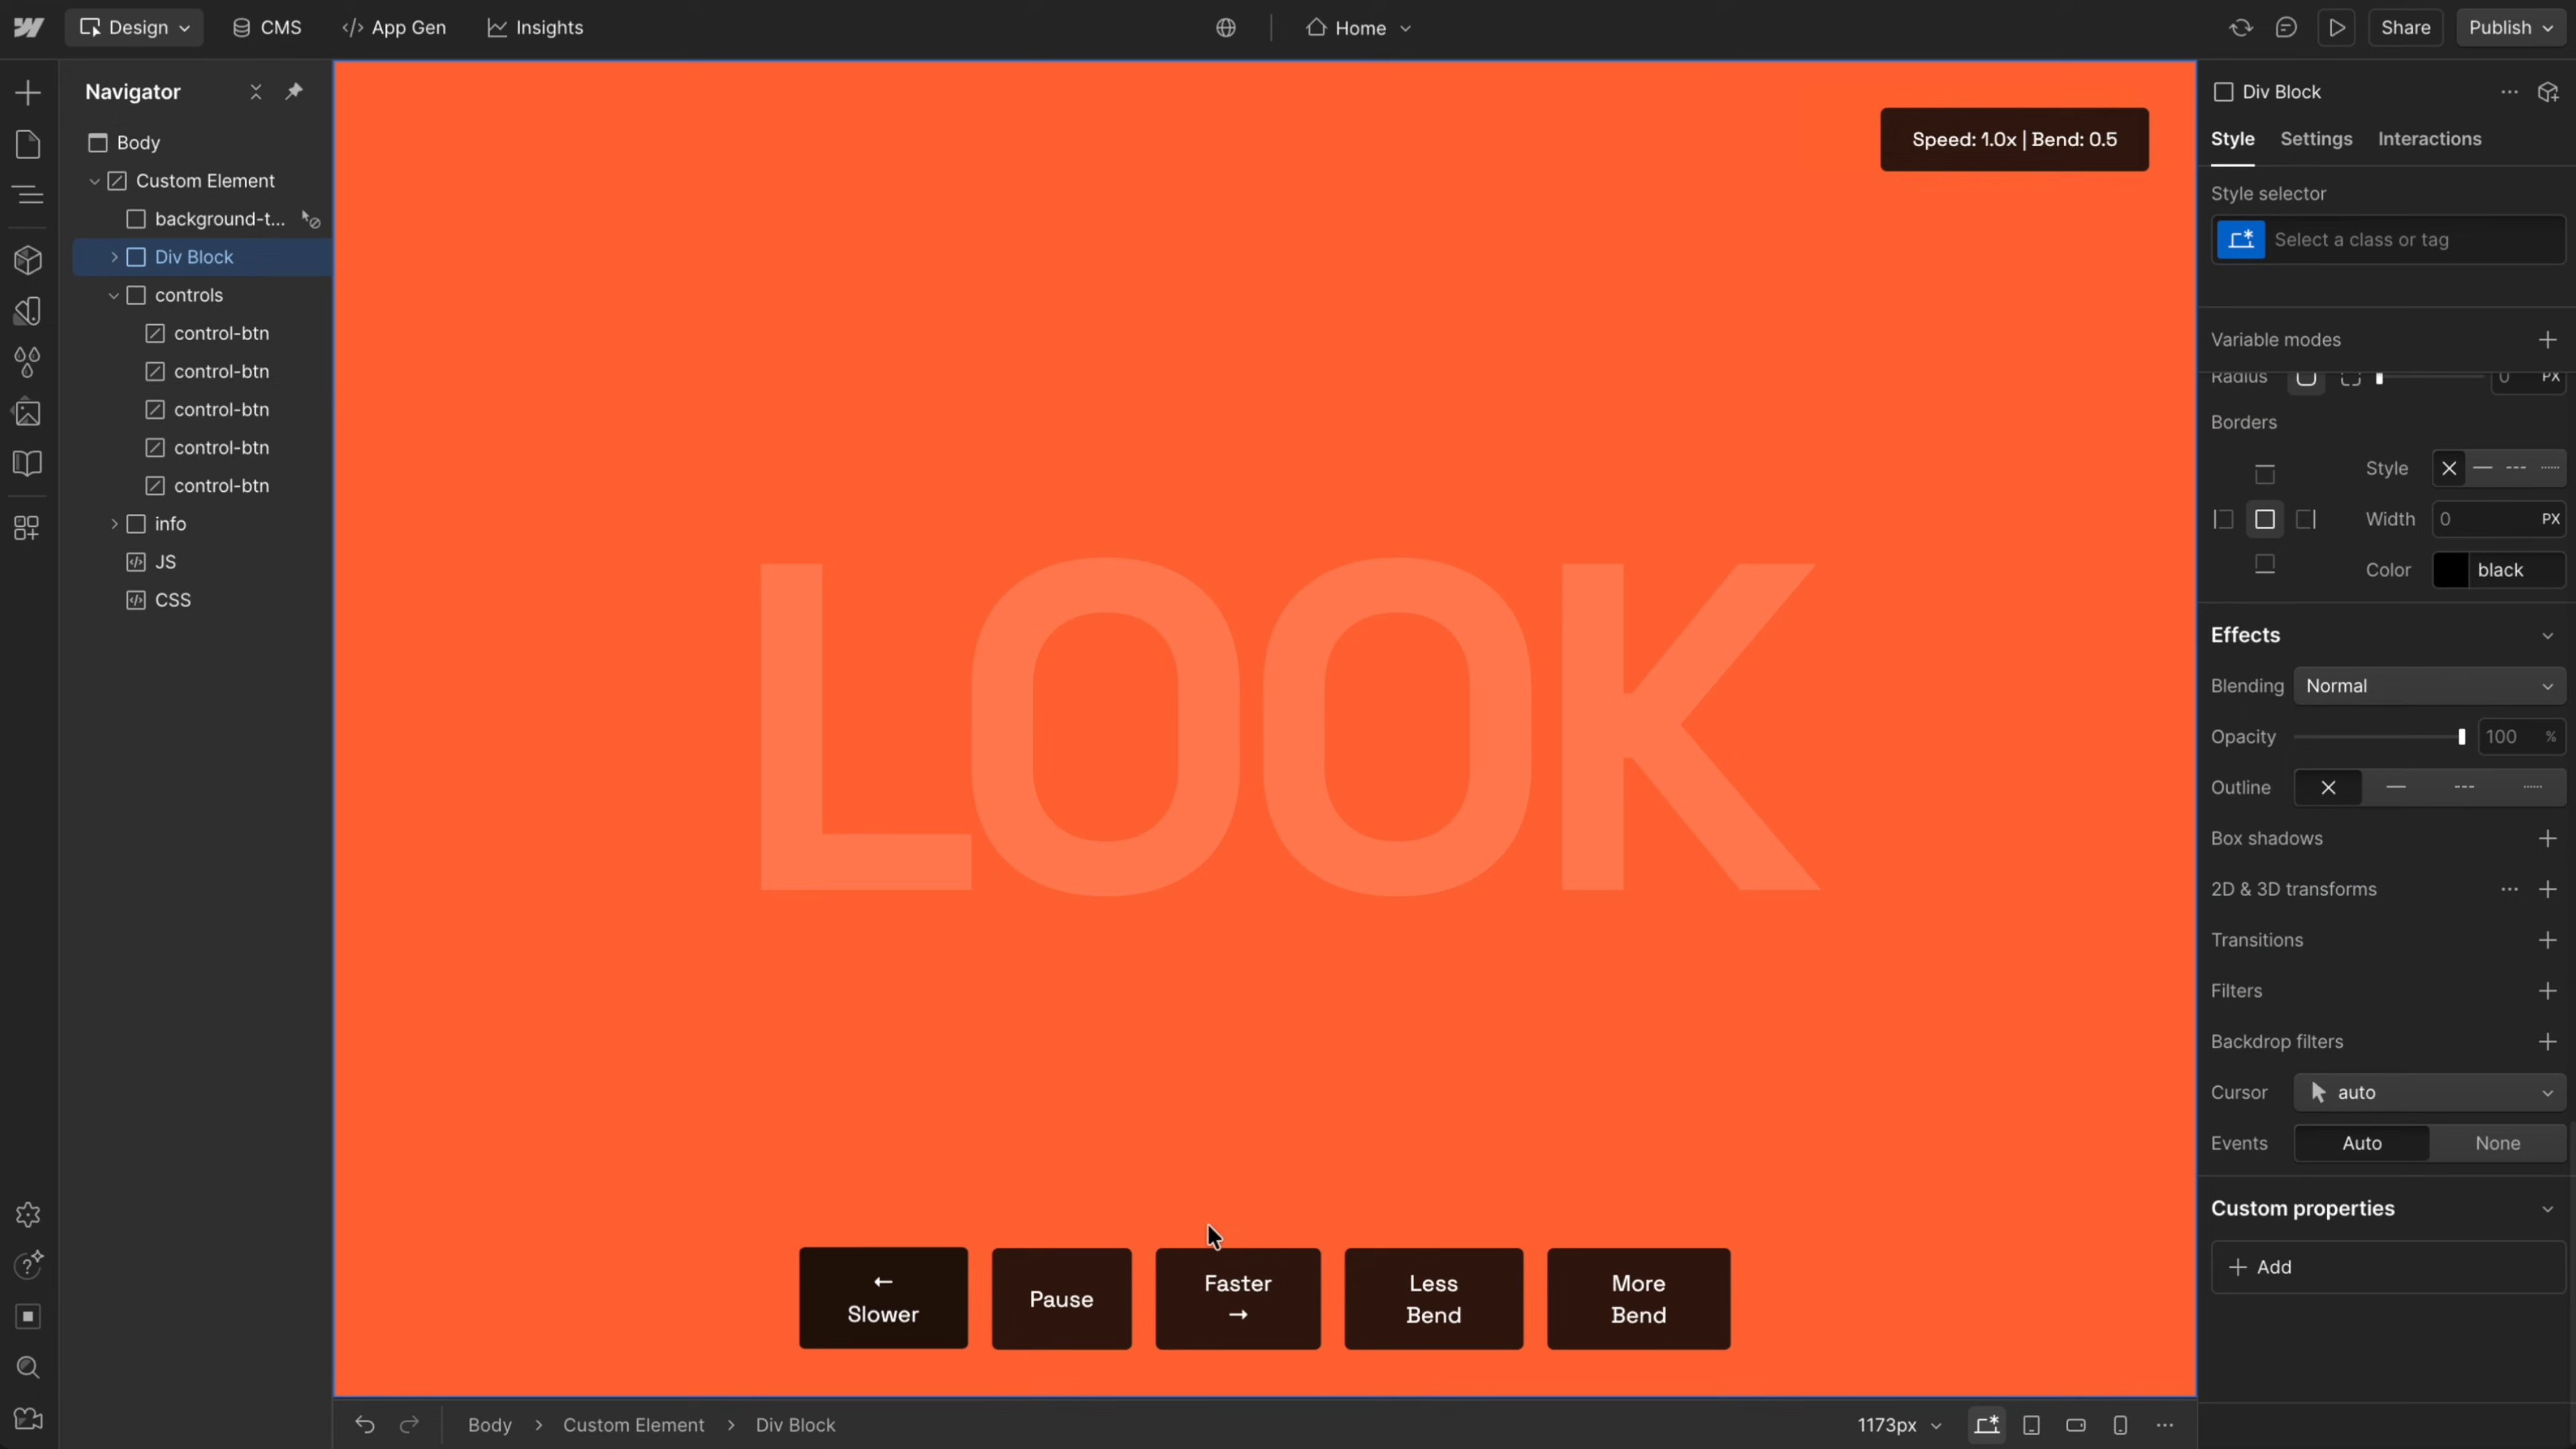 Design
CMS
App Gen
Insights
Home
Share
Publish
Navigator
Body
Custom Element
background-t...
Div Block
controls
control-btn
control-btn
control-btn
control-btn
control-btn
info
JS
CSS
Speed: 1.0x | Bend: 0.5
LOOK
←
Slower
Pause
Faster
→
Less
Bend
More
Bend
Body > Custom Element > Div Block
1173px
Div Block
Style Settings Interactions
Style selector
Select a class or tag
Variable modes
Radius 0 PX
Borders
Style
Width 0 PX
Color black
Effects
Blending Normal
Opacity 100 %
Outline
Box shadows
2D & 3D transforms
Transitions
Filters
Backdrop filters
Cursor auto
Events Auto None
Custom properties
Add